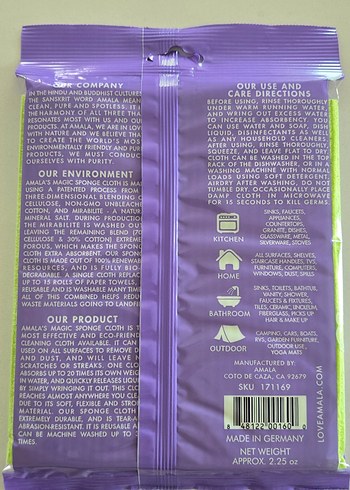 OUR COMPANY
IN THE HINDU AND BUDDHIST CULTURES
THE SANSKRIT WORD AMALA MEANS
CLEAN, PURE AND SPOTLESS. IT IS
THE HARMONY OF ALL THREE THAT
RESONATES MOST WITH US AND OUR
PRODUCTS. AT AMALA, WE ARE IN LOVE
WITH NATURE AND WE BELIEVE THAT
TO CREATE THE WORLD'S MOST
ENVIRONMENTALLY FRIENDLY AND PURE
PRODUCTS, WE MUST CONDUCT
OURSELVES WITH PURITY.
OUR ENVIRONMENT
AMALA'S MAGIC SPONGE CLOTH IS MADE
USING A PATENTED PROCESS FROM
THREE-DIMENSIONAL BLENDING OF
CELLULOSE, NON-GMO UNBLEACHED
COTTON, AND MIRABILITE - A NATURAL
MINERAL SALT. DURING PRODUCTION
THE MIRABILITE IS WASHED OUT
LEAVING THE REMAINING BLEND (70%
CELLULOSE & 30% COTTON) EXTREMELY
POROUS, WHICH MAKES THE SPONGE
CLOTH EXTRA ABSORBENT. OUR SPONGE
CLOTH IS MADE OUT OF 100% RENEWABLE
RESOURCES, AND IS FULLY BIO-
DEGRADABLE. A SINGLE CLOTH REPLACES
UP TO 15 ROLES OF PAPER TOWELS, IS
REUSABLE AND IS WASHABLE MANY TIMES
ALL OF THIS COMBINED HELPS REDUCE
WASTE MATERIALS GOING TO LANDFILL
OUR PRODUCT
AMALA'S MAGIC SPONGE CLOTH IS THE
MOST EFFECTIVE AND ECO-FRIENDLY
CLEANING CLOTH AVAILABLE. IT CAN BE
USED ON ALL SURFACES TO REMOVE DIRT
AND DUST, AND WILL LEAVE NO
SCRATCHES OR STREAKS. ONE CLOTH
ABSORBS UP TO 20 TIMES ITS OWN WEIGHT
IN WATER, AND QUICKLY RELEASES LIQUID
BY SIMPLY WRINGING IT OUT. THIS CLOTH
REACHES ALMOST ANYWHERE YOU CLEAN
DUE TO ITS SOFT, FLEXIBLE AND STRONG
MATERIAL. OUR SPONGE CLOTH IS
EXTREMELY DURABLE, AND IS TEAR AND
ABRASION-RESISTANT. IT IS REUSABLE AND
CAN BE MACHINE WASHED UP TO
TIMES.
OUR USE AND
CARE DIRECTIONS
BEFORE USING, RINSE THOROUGHLY
UNDER WARM RUNNING WATER,
AND WRING OUT EXCESS WATER
TO INCREASE ABSORBENCY. YOU
CAN USE WATER AND SOAP, DISH
LIQUID, DISINFECTANTS AS WELL
AS ANY HOUSEHOLD CLEANERS.
AFTER USING, RINSE THOROUGHLY,
SQUEEZE, AND LEAVE FLAT TO DRY.
CLOTH CAN BE WASHED IN THE TOP
RACK OF THE DISHWASHER, OR IN A
WASHING MACHINE WITH NORMAL
LOADS USING SOFT DETERGENT.
AIRDRY AFTER WASHING, DO NOT
TUMBLE DRY. OCCASIONALLY PLACE
DAMP CLOTH IN MICROWAVE
FOR 15 SECONDS TO KILL GERMS.
KITCHEN
SINKS, FAUCETS,
APPLIANCES,
COUNTERTOPS,
GRANITE, DISHES,
GLASSWARE, METAL,
SILVERWARE, STOVES
HOME
ALL SURFACES, SHELVES,
STAIRCASE HANDLES, TVS,
FURNITURE, COMPUTERS,
WINDOWS, DUST, SPILLS
BATHROOM
SINKS, TOILETS, BATHTUB,
VANITY, SHOWER,
FAUCETS & FIXTURES,
TILES, CERAMIC, LINOLEUM,
FIBERGLASS, PICKS UP
HAIR & MAKE UP
OUTDOOR
CAMPING, CARS, BOATS,
RVS, GARDEN FURNITURE,
OUTDOOR USE,
YOGA MATS
MANUFACTURED BY:
AMALA
COTO DE CAZA, CA 92679
SKU 171169
8 48122 00160 0
MADE IN GERMANY
NET WEIGHT
APPROX. 2.25 oz
LOVEAMALA.COM